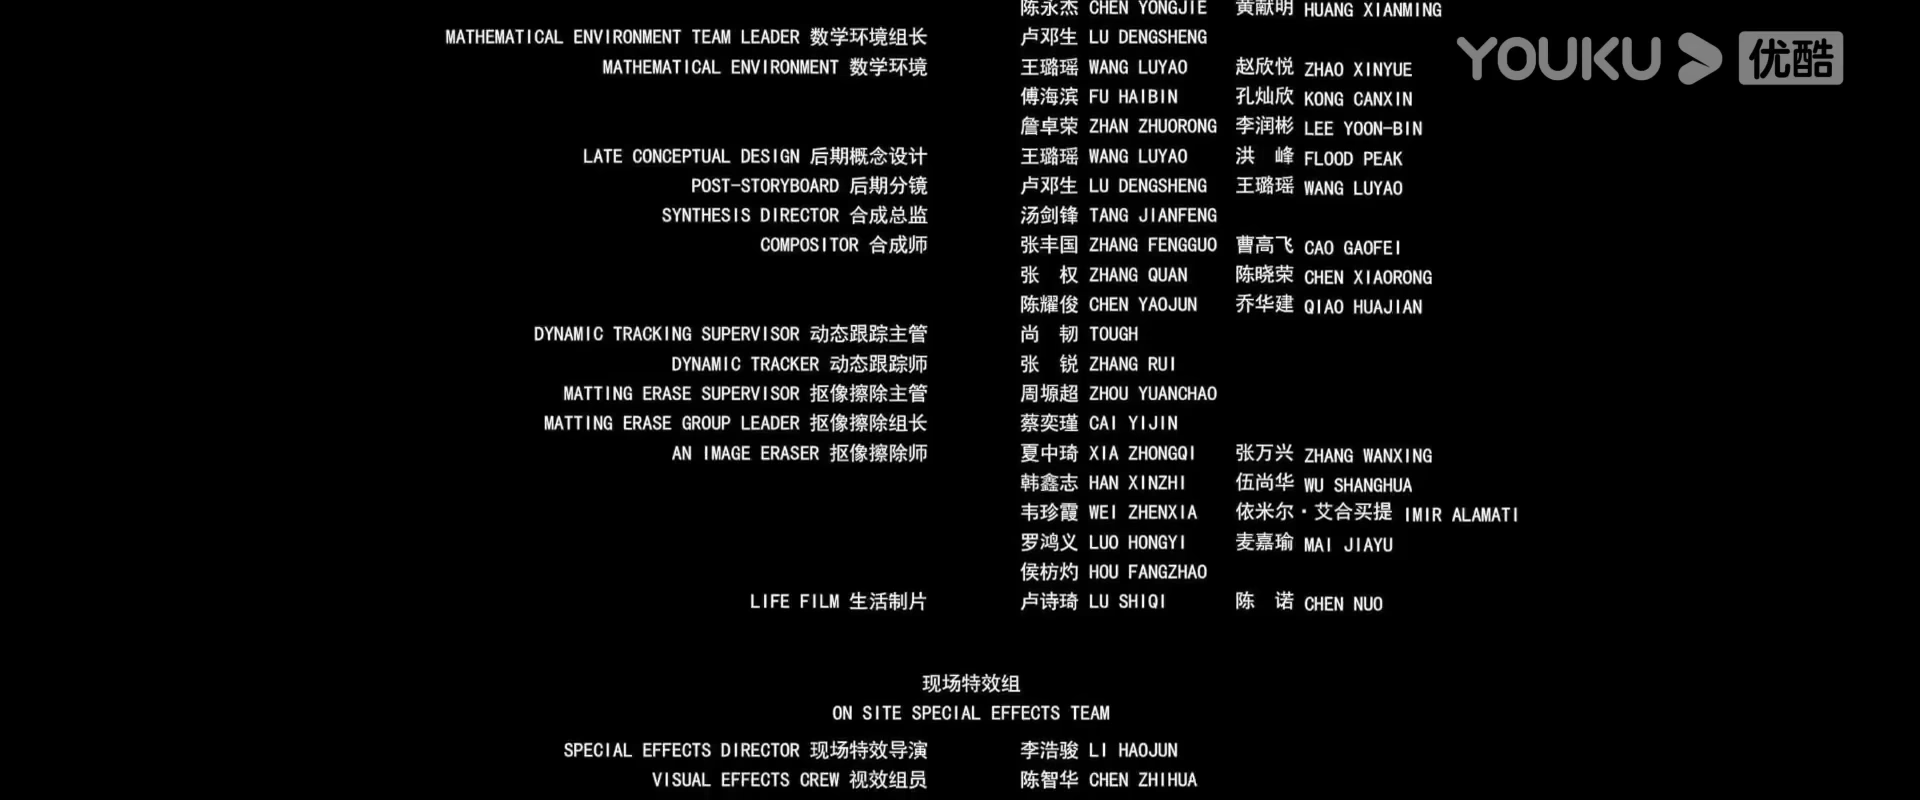 陈永杰 CHEN YONGJIE 黄献明 HUANG XIANMING
MATHEMATICAL ENVIRONMENT TEAM LEADER 数学环境组长 卢邓生 LU DENGSHENG
YOUKU 优酷
MATHEMATICAL ENVIRONMENT 数学环境 王璐瑶 WANG LUYAO 赵欣悦 ZHAO XINYUE
傅海滨 FU HAIBIN 孔灿欣 KONG CANXIN
詹卓荣 ZHAN ZHUORONG 李润彬 LEE YOON-BIN
LATE CONCEPTUAL DESIGN 后期概念设计 王璐瑶 WANG LUYAO 洪 峰 FLOOD PEAK
POST-STORYBOARD 后期分镜 卢邓生 LU DENGSHENG 王璐瑶 WANG LUYAO
SYNTHESIS DIRECTOR 合成总监 汤剑锋 TANG JIANFENG
COMPOSITOR 合成师 张丰国 ZHANG FENGGUO 曹高飞 CAO GAOFEI
张 权 ZHANG QUAN 陈晓荣 CHEN XIAORONG
陈耀俊 CHEN YAOJUN 乔华建 QIAO HUAJIAN
DYNAMIC TRACKING SUPERVISOR 动态跟踪主管 尚 韧 TOUGH
DYNAMIC TRACKER 动态跟踪师 张 锐 ZHANG RUI
MATTING ERASE SUPERVISOR 抠像擦除主管 周塬超 ZHOU YUANCHAO
MATTING ERASE GROUP LEADER 抠像擦除组长 蔡奕瑾 CAI YIJIN
AN IMAGE ERASER 抠像擦除师 夏中琦 XIA ZHONGQI 张万兴 ZHANG WANXING
韩鑫志 HAN XINZHI 伍尚华 WU SHANGHUA
韦珍霞 WEI ZHENXIA 依米尔·艾合买提 IMIR ALAMATI
罗鸿义 LUO HONGYI 麦嘉瑜 MAI JIAYU
侯枋灼 HOU FANGZHAO
LIFE FILM 生活制片 卢诗琦 LU SHIQI 陈 诺 CHEN NUO
现场特效组
ON SITE SPECIAL EFFECTS TEAM
SPECIAL EFFECTS DIRECTOR 现场特效导演 李浩骏 LI HAOJUN
VISUAL EFFECTS CREW 视效组员 陈智华 CHEN ZHIHUA